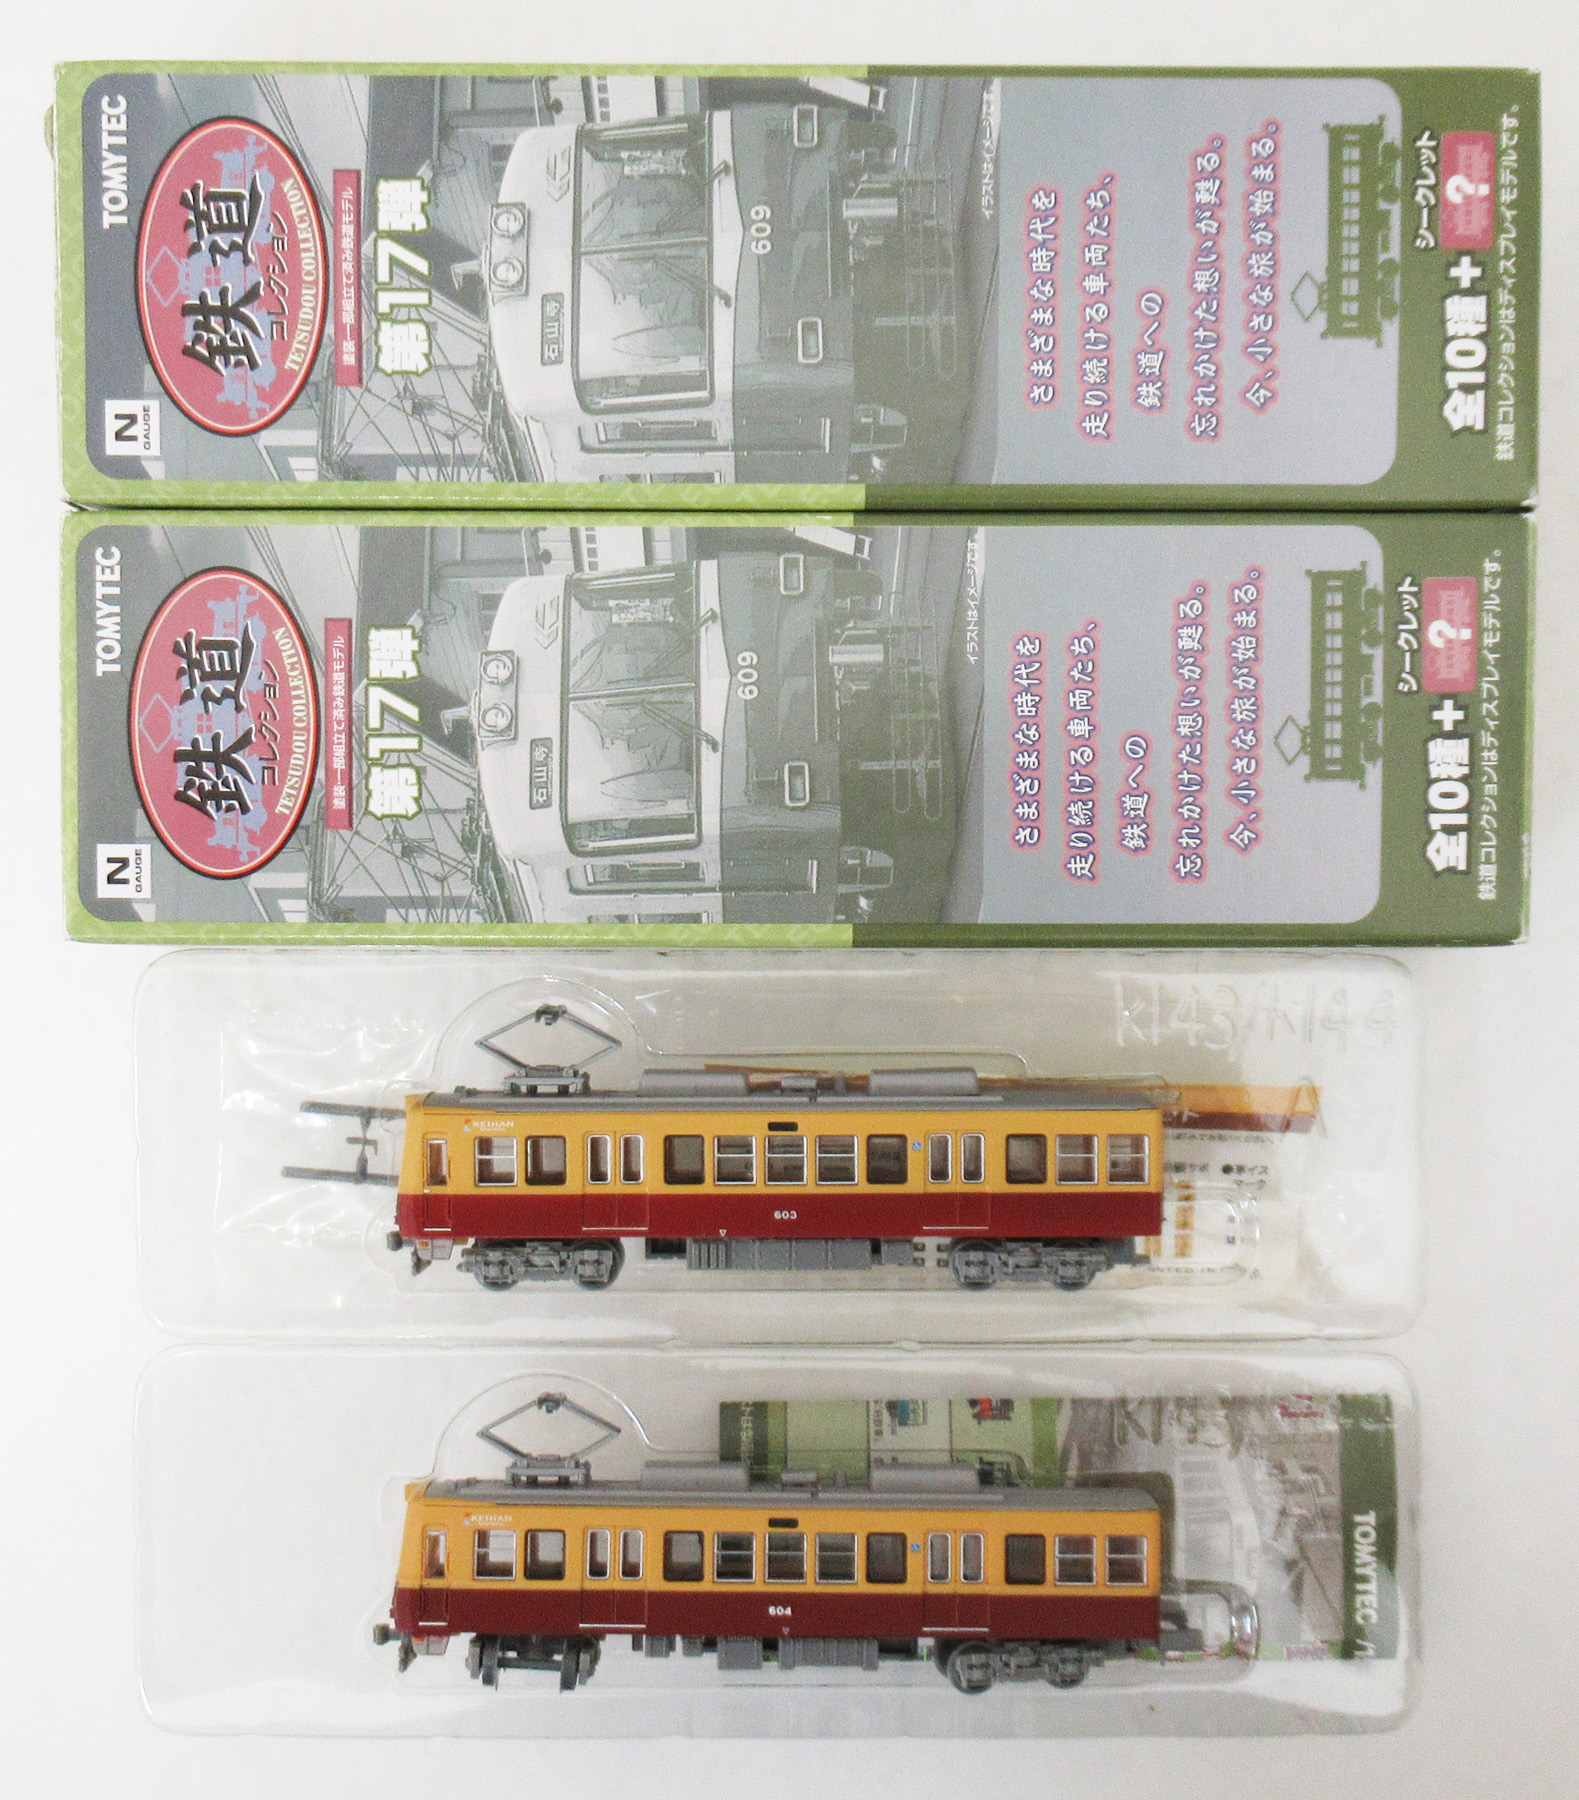 TOMYTEC
鉄道
コレクション
TETSUDOU COLLECTION
塗装一部組立て済み鉄道モデル
第17弾
N
GAUGE
石山寺
609
イラストはイメージです。
さまざまな時代を
走り続ける車両たち、
鉄道への
忘れかけた想いが甦る。
今、小さな旅が始まる。
シークレット
?
全10種+
鉄道コレクションはディスプレイモデルです。
TOMYTEC
鉄道
コレクション
TETSUDOU COLLECTION
塗装一部組立て済み鉄道モデル
第17弾
N
GAUGE
石山寺
609
イラストはイメージです。
さまざまな時代を
走り続ける車両たち、
鉄道への
忘れかけた想いが甦る。
今、小さな旅が始まる。
シークレット
?
全10種+
鉄道コレクションはディスプレイモデルです。
KEIHAN
603
KEIHAN
604
TOMYTEC